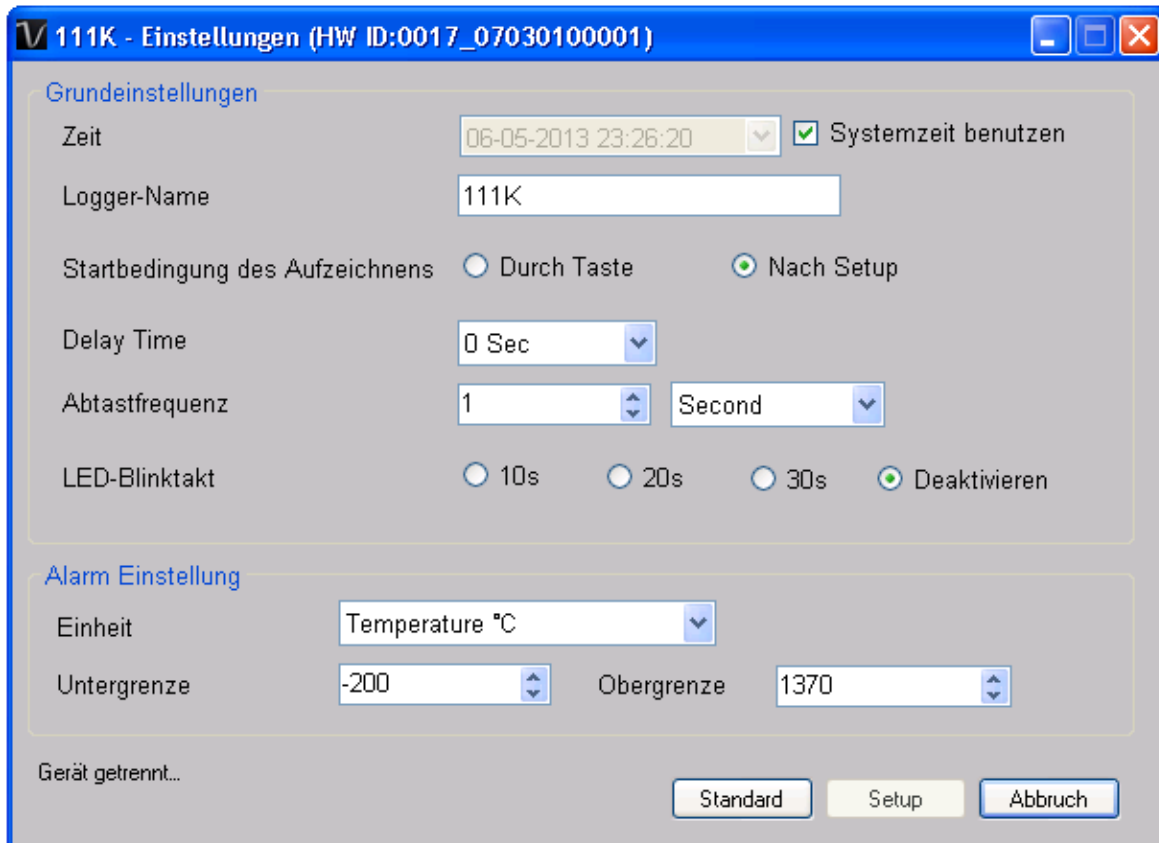 111K - Einstellungen (HW ID:0017_07030100001)
Grundeinstellungen
Zeit 06-05-2013 23:26:20 Systemzeit benutzen
Logger-Name 111K
Startbedingung des Aufzeichnens Durch Taste Nach Setup
Delay Time 0 Sec
Abtastfrequenz 1 Second
LED-Blinktakt 10s 20s 30s Deaktivieren
Alarm Einstellung
Einheit Temperature °C
Untergrenze -200 Obergrenze 1370
Gerät getrennt...
Standard Setup Abbruch